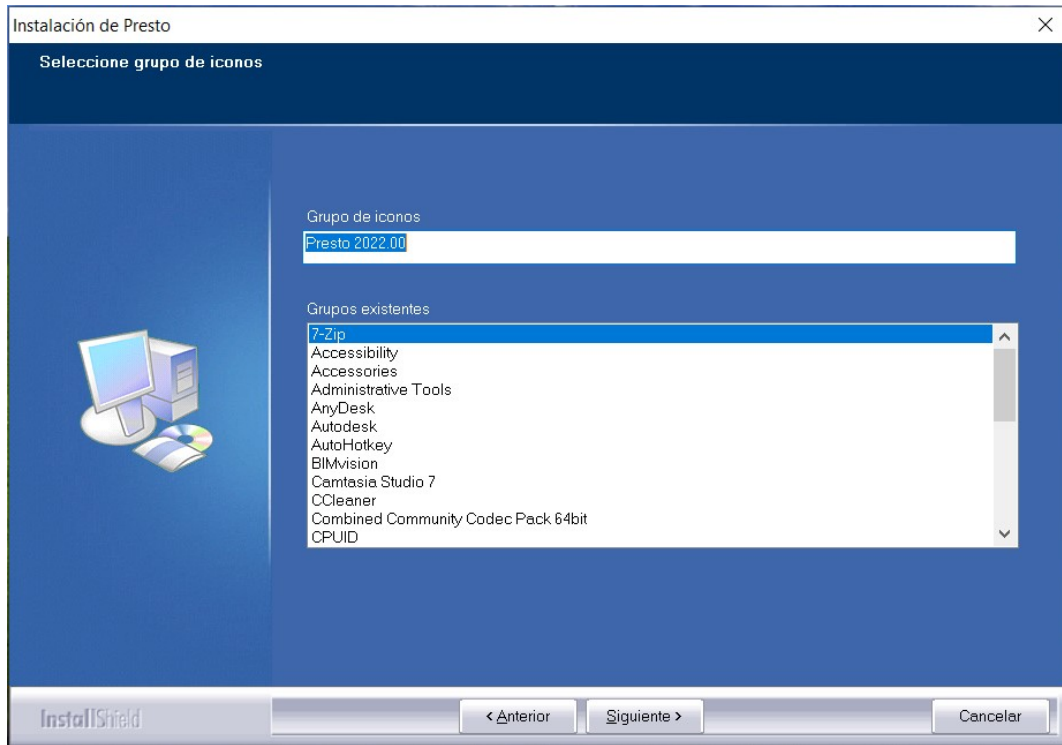 Instalación de Presto
Seleccione grupo de iconos
Grupo de iconos
Presto 2022.00
Grupos existentes
7-Zip
Accessibility
Accessories
Administrative Tools
AnyDesk
Autodesk
AutoHotkey
BIMvision
Camtasia Studio 7
CCleaner
Combined Community Codec Pack 64bit
CPUID
InstallShield
< Anterior
Siguiente >
Cancelar